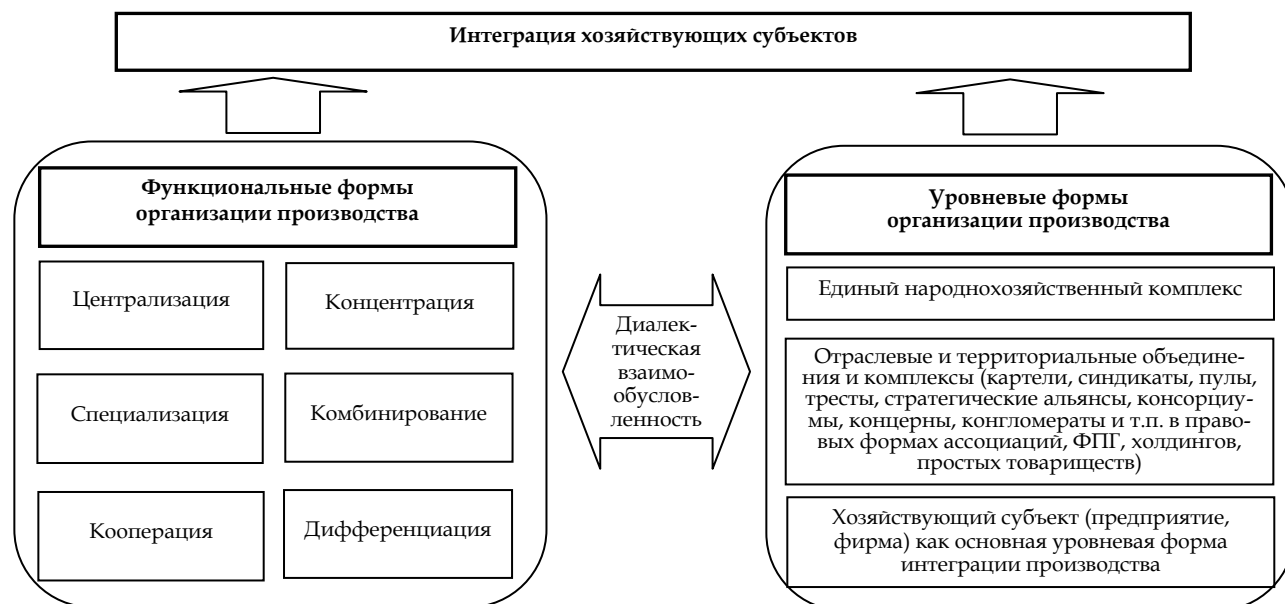 Интеграция хозяйствующих субъектов
Функциональные формы
организации производства
Централизация
Концентрация
Специализация
Комбинирование
Кооперация
Дифференциация
Диалек-
тическая
взаимо-
обуслов-
ленность
Уровневые формы
организации производства
Единый народнохозяйственный комплекс
Отраслевые и территориальные объедине-
ния и комплексы (картели, синдикаты, пулы,
тресты, стратегические альянсы, консорциу-
мы, концерны, конгломераты и т.п. в право-
вых формах ассоциаций, ФПГ, холдингов,
простых товариществ)
Хозяйствующий субъект (предприятие,
фирма) как основная уровневая форма
интеграции производства